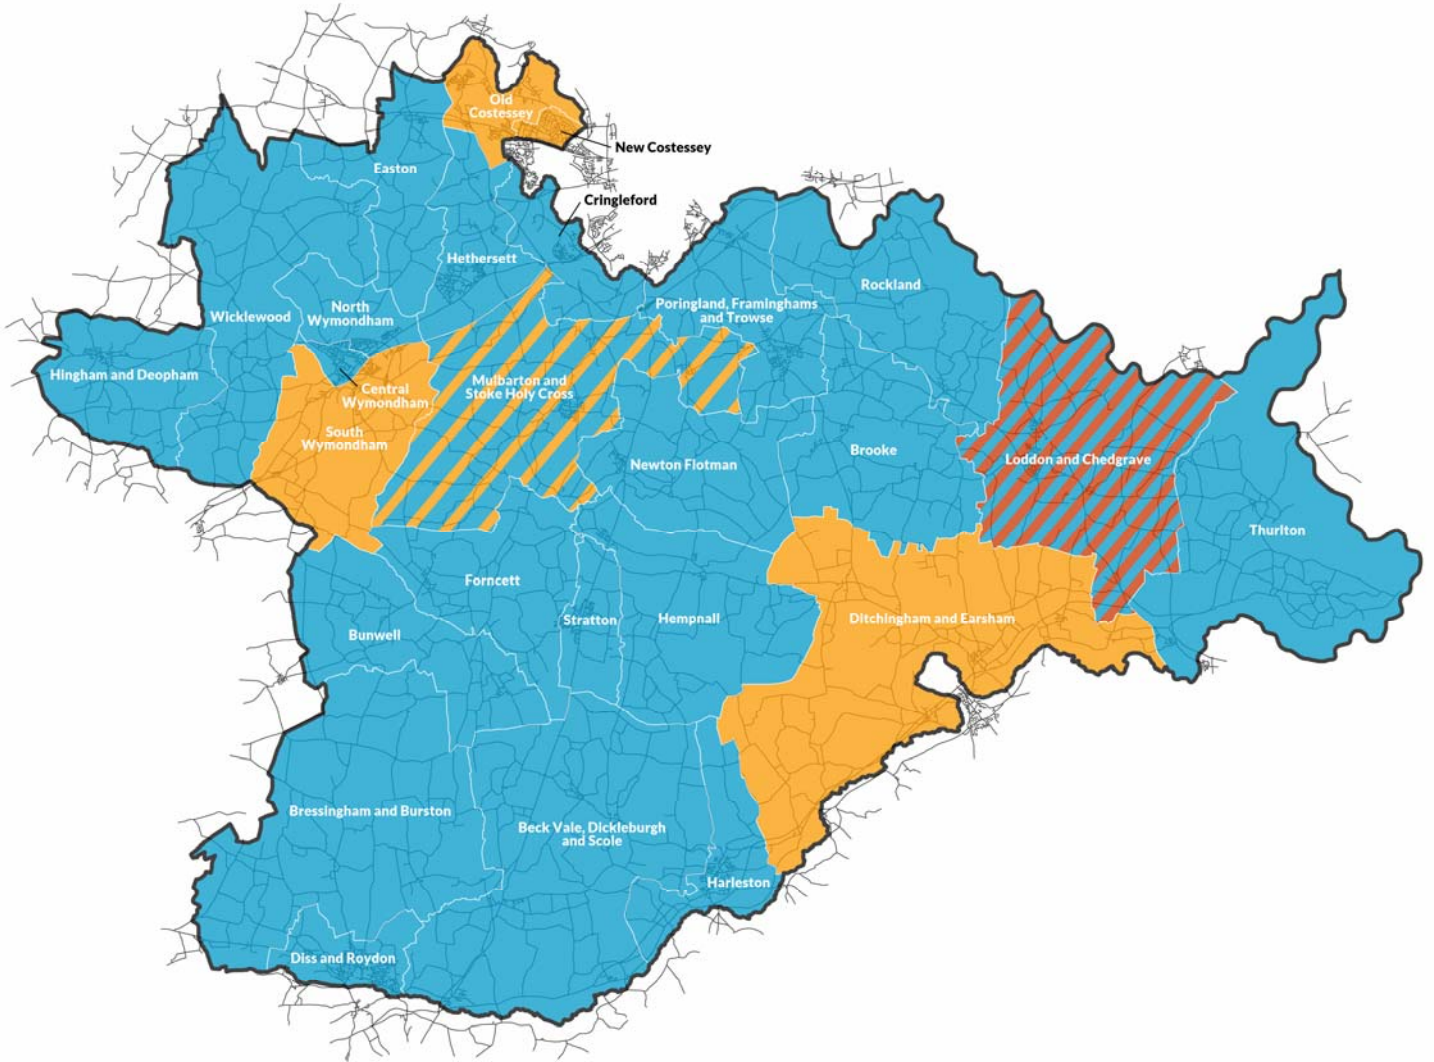 Old
Costessey
New Costessey
Easton
Cringleford
Hethersett
Rockland
North
Wymondham
Poringland, Framinghams
and Trowse
Wicklewood
Hingham and Deopham
Central
Wymondham
Mulbarton and
Stoke Holy Cross
South
Wymondham
Newton Flotman
Brooke
Loddon and Chedgrave
Thurlton
Forncett
Stratton
Hempnall
Ditchingham and Earsham
Bunwell
Bressingham and Burston
Beck Vale, Dickleburgh
and Scole
Harleston
Diss and Roydon